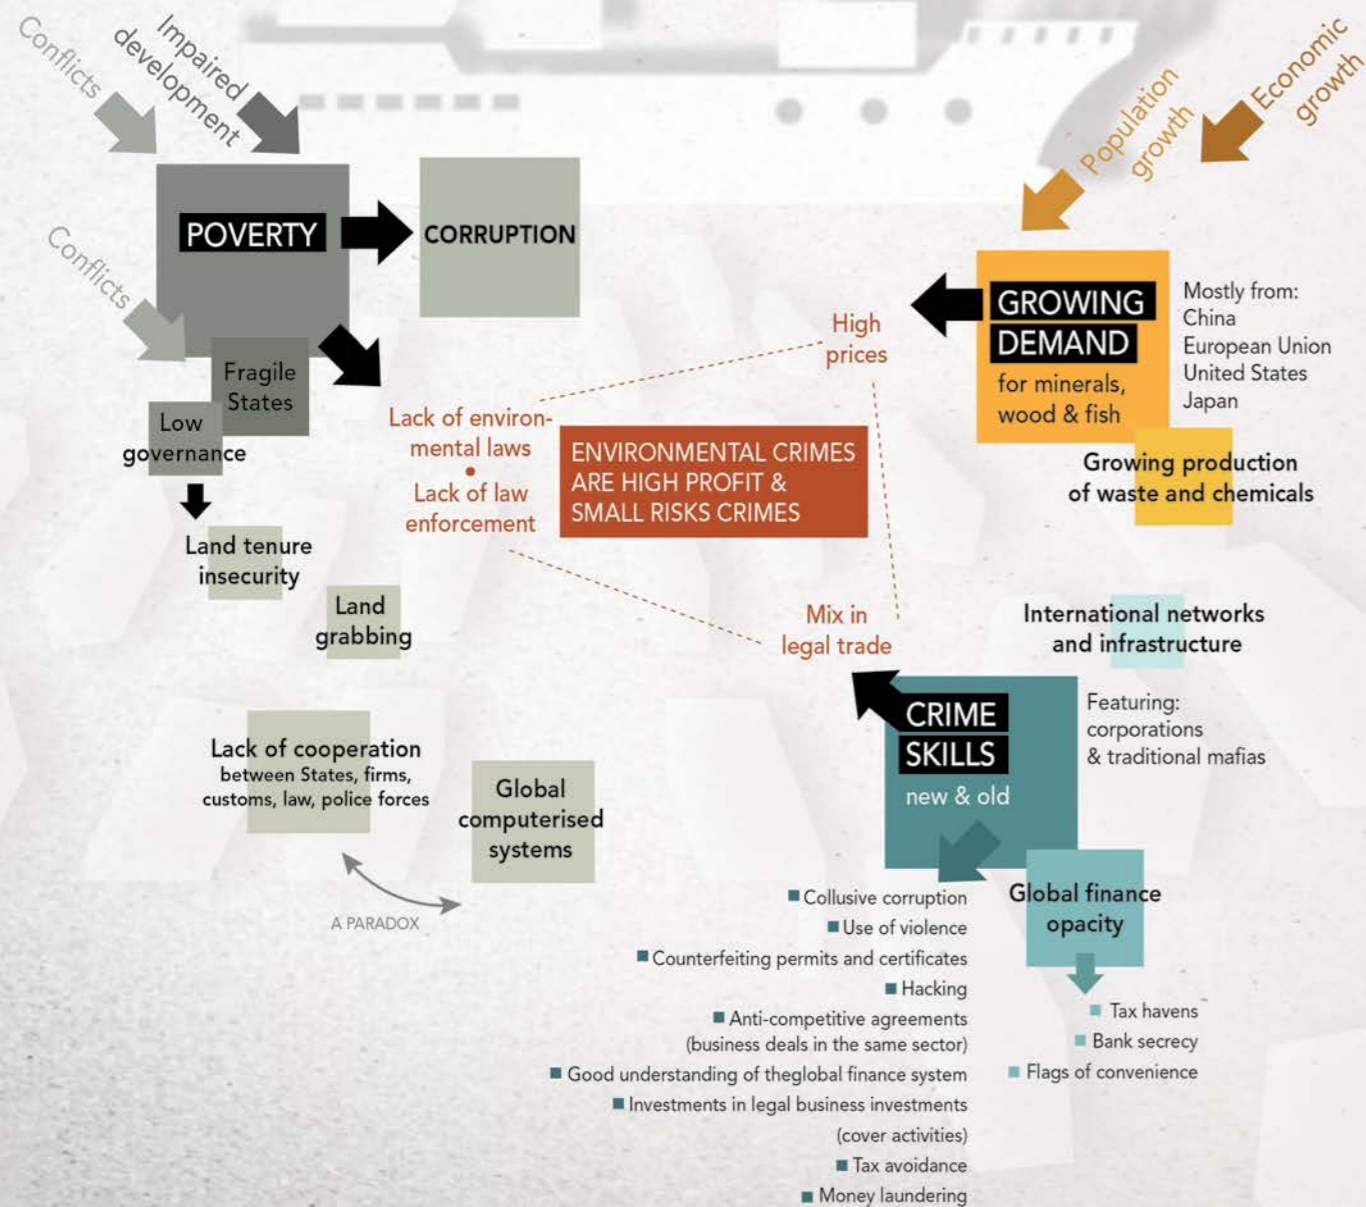 Conflicts
Impaired
development
POVERTY
CORRUPTION
Conflicts
Fragile
States
Low
governance
Land tenure
insecurity
Land
grabbing
Lack of cooperation
between States, firms,
customs, law, police forces
A PARADOX
Global
computerised
systems
Lack of environ-
mental laws
•
Lack of law
enforcement
ENVIRONMENTAL CRIMES
ARE HIGH PROFIT &
SMALL RISKS CRIMES
High
prices
Mix in
legal trade
Population
growth
Economic
growth
GROWING
DEMAND
for minerals,
wood & fish
Mostly from:
China
European Union
United States
Japan
Growing production
of waste and chemicals
International networks
and infrastructure
CRIME
SKILLS
new & old
Featuring:
corporations
& traditional mafias
Collusive corruption
Use of violence
Counterfeiting permits and certificates
Hacking
Anti-competitive agreements
(business deals in the same sector)
Good understanding of theglobal finance system
Investments in legal business investments
(cover activities)
Tax avoidance
Money laundering
Global finance
opacity
Tax havens
Bank secrecy
Flags of convenience